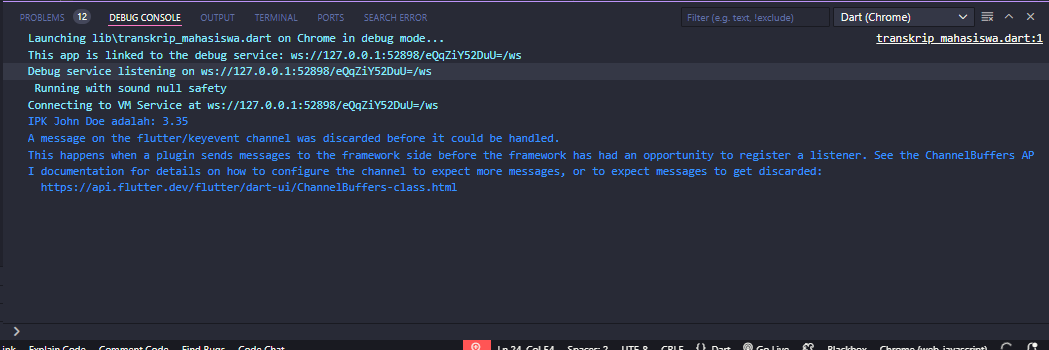 PROBLEMS 12 DEBUG CONSOLE OUTPUT TERMINAL PORTS SEARCH ERROR Filter (e.g. text, !exclude) Dart (Chrome)
Launching lib\transkrip_mahasiswa.dart on Chrome in debug mode... transkrip_mahasiswa.dart:1
This app is linked to the debug service: ws://127.0.0.1:52898/eQqZiY52DuU=/ws
Debug service listening on ws://127.0.0.1:52898/eQqZiY52DuU=/ws
Running with sound null safety
Connecting to VM Service at ws://127.0.0.1:52898/eQqZiY52DuU=/ws
IPK John Doe adalah: 3.35
A message on the flutter/keyevent channel was discarded before it could be handled.
This happens when a plugin sends messages to the framework side before the framework has had an opportunity to register a listener. See the ChannelBuffers AP
I documentation for details on how to configure the channel to expect more messages, or to expect messages to get discarded:
https://api.flutter.dev/flutter/dart-ui/ChannelBuffers-class.html
Explain Code Comment Code Find Bugs Code Chat Ln 24, Col 54 Spaces: 2 UTF-8 CRLF {} Dart Go Live Blackbox Chrome (web-javascript)